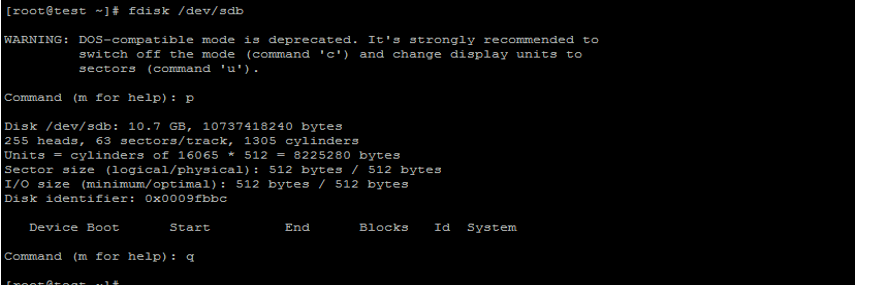 [root@test ~]# fdisk /dev/sdb
WARNING: DOS-compatible mode is deprecated. It's strongly recommended to
switch off the mode (command 'c') and change display units to
sectors (command 'u').
Command (m for help): p
Disk /dev/sdb: 10.7 GB, 10737418240 bytes
255 heads, 63 sectors/track, 1305 cylinders
Units = cylinders of 16065 * 512 = 8225280 bytes
Sector size (logical/physical): 512 bytes / 512 bytes
I/O size (minimum/optimal): 512 bytes / 512 bytes
Disk identifier: 0x0009fbbc
Device Boot Start End Blocks Id System
Command (m for help): q
[root@test ~]#